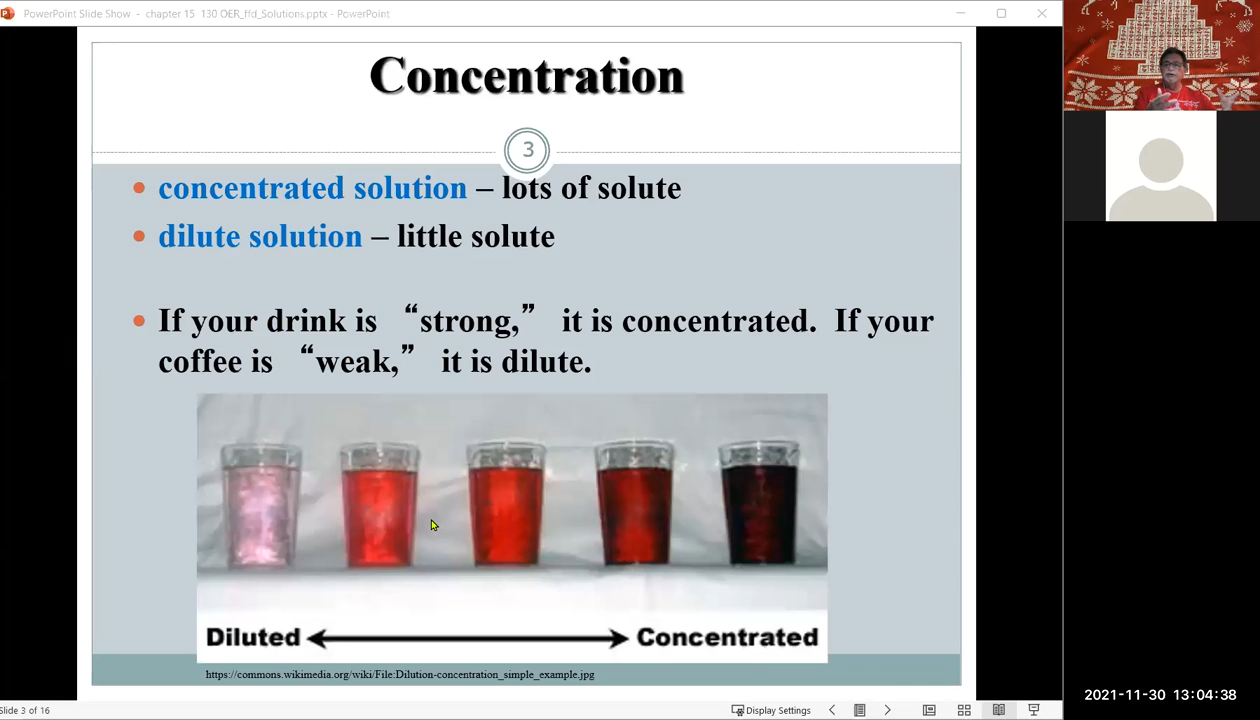 PowerPoint Slide Show - chapter 15 130 OER_ffd_Solutions.pptx - PowerPoint
Concentration
3
concentrated solution – lots of solute
dilute solution – little solute
If your drink is “strong,” it is concentrated. If your
coffee is “weak,” it is dilute.
Diluted Concentrated
https://commons.wikimedia.org/wiki/File:Dilution-concentration_simple_example.jpg
Slide 3 of 16
Display Settings
2021-11-30 13:04:38